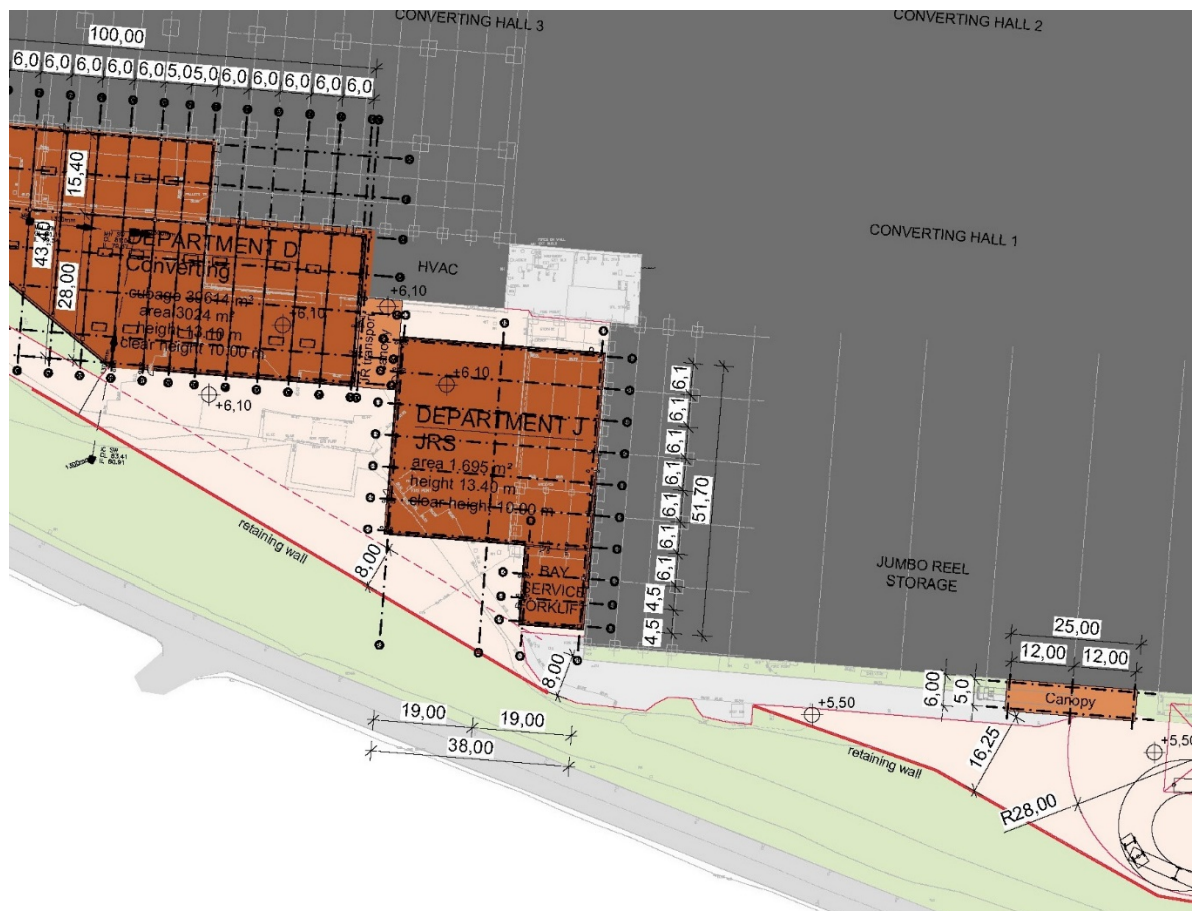 CONVERTING HALL 3
CONVERTING HALL 2
100,00
6,0 6,0 6,0 6,0 6,0 5,0 5,0 6,0 6,0 6,0 6,0 6,0
15,40
43,40
28,00
DEPARTMENT D
Converting
cubage 39614 m³
area 3024 m²
height 13.10 m
clear height 10.00 m
+6,10
+6,10
HVAC
+6,10
JR transport
canopy
CONVERTING HALL 1
+6,10
DEPARTMENT J
JRS
area 1.695 m²
height 13.40 m
clear height 10.00 m
6,1
6,1
6,1
6,1
6,1
6,1
6,1
4,5
4,5
51,70
retaining wall
8,00
BAY
SERVICE
FORKLIFT
JUMBO REEL
STORAGE
8,00
19,00 19,00
38,00
25,00
12,00 12,00
6,00
5,0
Canopy
+5,50
16,25
retaining wall
R28,00
+5,50